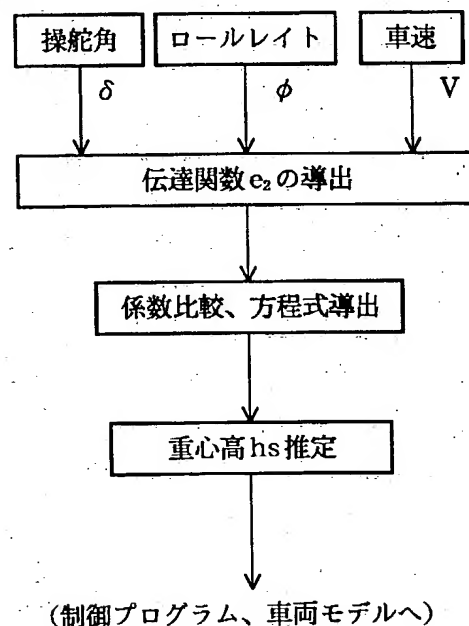 操舵角 ロールレイト 車速
δ φ V
伝達関数e₂の導出
係数比較、方程式導出
重心高hs推定
(制御プログラム、車両モデルへ)